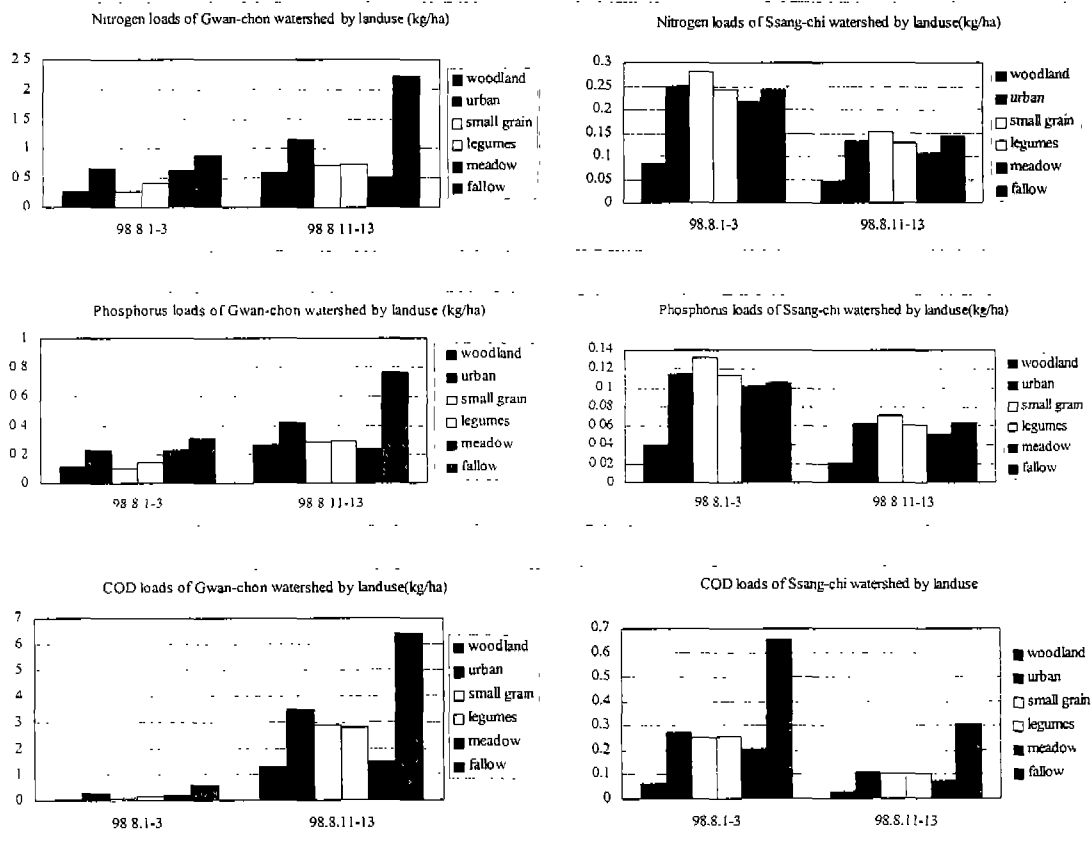 Nitrogen loads of Gwan-chon watershed by landuse (kg/ha)
2 5
2
1 5
1
0 5
0
98 8 1-3
98 8 11-13
woodland
urban
small grain
legumes
meadow
fallow
Nitrogen loads of Ssang-chi watershed by landuse(kg/ha)
0.3
0.25
0.2
0.15
0.1
0.05
0
98.8.1-3
98.8.11-13
woodland
urban
small grain
legumes
meadow
fallow
Phosphorus loads of Gwan-chon watershed by landuse (kg/ha)
1
0 8
0 6
0 4
0 2
0
98 8 1-3
98 8 11-13
woodland
urban
small grain
legumes
meadow
fallow
Phosphorus loads of Ssang-chi watershed by landuse(kg/ha)
0.14
0.12
0.1
0.08
0.06
0.04
0 02
0
98.8.1-3
98.8 11-13
woodland
urban
small grain
legumes
meadow
fallow
COD loads of Gwan-chon watershed by landuse(kg/ha)
7
6
5
4
3
2
1
0
98 8.1-3
98.8.11-13
woodland
urban
small grain
legumes
meadow
fallow
COD loads of Ssang-chi watershed by landuse
0.7
0.6
0.5
0.4
0.3
0.2
0.1
0
98.8.1-3
98.8.11-13
woodland
urban
small grain
legumes
meadow
fallow